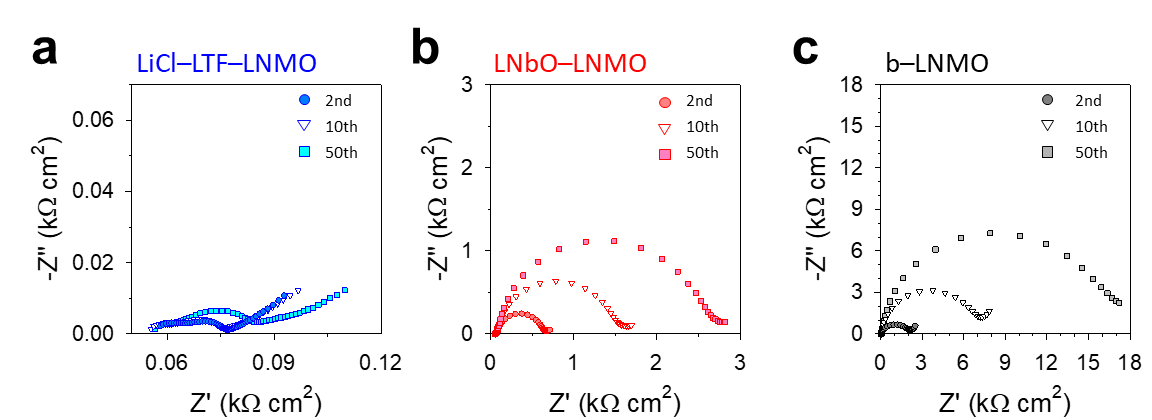 a
LiCl–LTF–LNMO
2nd
10th
50th
0.06
0.04
0.02
0.00
0.06
0.09
0.12
-Z" (kΩ cm²)
Z' (kΩ cm²)
b
LNbO–LNMO
2nd
10th
50th
3
2
1
0
0
1
2
3
-Z" (kΩ cm²)
Z' (kΩ cm²)
c
b–LNMO
2nd
10th
50th
18
15
12
9
6
3
0
0
3
6
9
12
15
18
-Z" (kΩ cm²)
Z' (kΩ cm²)